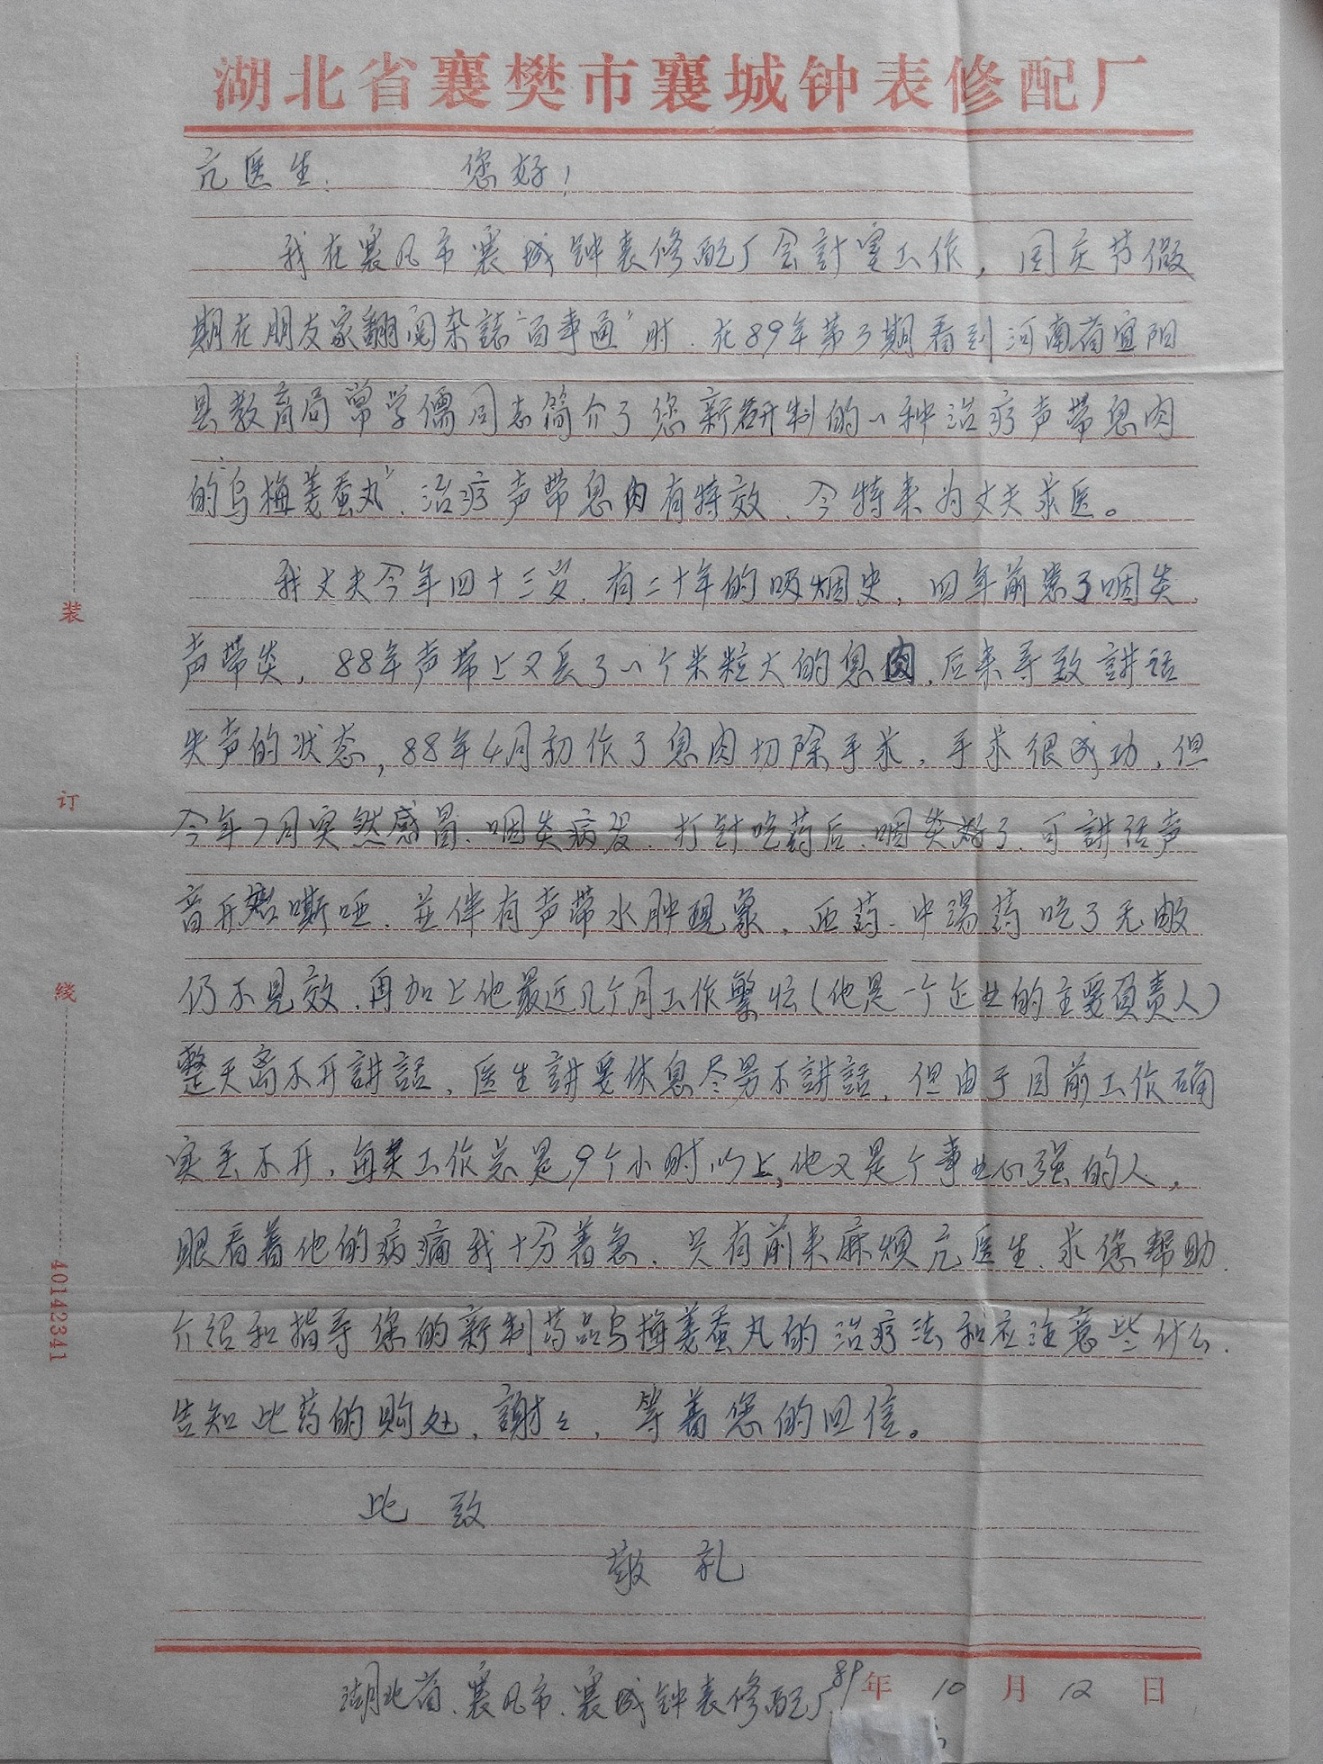 湖北省襄樊市襄城钟表修配厂
亢医生: 您好!
我在襄凡市襄城钟表修配厂会計室工作,国庆节假
期在朋友家翻阅杂誌“百事通”时.在89年第3期看到河南省宜阳
县教育局常学儒同志简介了您新研制的一种治疗声带息肉
的“乌梅姜蚕丸”.治疗声带息肉有特效.今特来为丈夫求医。
我丈夫今年四十三岁.有二十年的吸烟史.四年前患了咽炎.
声带炎.88年声带上又长了一个米粒大的息肉.后来导致講话
失声的状态,88年4月初作了息肉切除手术.手术很成功.但
今年7月突然感冒.咽炎病发.打针吃药后.咽炎好了.可講话声
音开始嘶哑.並伴有声带水肿现象.西药.中湯药吃了无数
仍不见效.再加上他最近几个月工作繁忙(他是一个企业的主要负责人)
整天离不开講話.医生講要休息尽量不講話.但由于目前工作确
实丢不开.每天工作总是9个小时以上,他又是个事业心强的人.
眼看着他的病痛我十分着急.只有前来麻烦亢医生.求您帮助.
介绍和指导您的新制药品乌梅姜蚕丸的治疗法和应注意些什么.
告知此药的购处.謝々.等着您的回信。
此 致
敬 礼
湖北省.襄凡市.襄城钟表修配厂
89年 10月 12日
装
订
綫
40142341